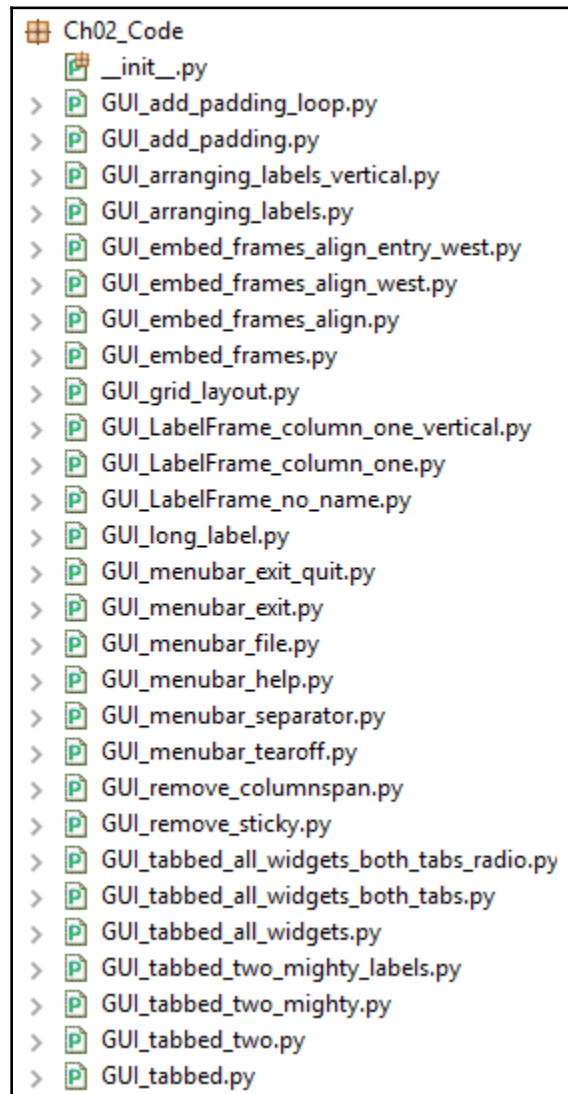 Ch02_Code
__init__.py
GUI_add_padding_loop.py
GUI_add_padding.py
GUI_arranging_labels_vertical.py
GUI_arranging_labels.py
GUI_embed_frames_align_entry_west.py
GUI_embed_frames_align_west.py
GUI_embed_frames_align.py
GUI_embed_frames.py
GUI_grid_layout.py
GUI_LabelFrame_column_one_vertical.py
GUI_LabelFrame_column_one.py
GUI_LabelFrame_no_name.py
GUI_long_label.py
GUI_menubar_exit_quit.py
GUI_menubar_exit.py
GUI_menubar_file.py
GUI_menubar_help.py
GUI_menubar_separator.py
GUI_menubar_tearoff.py
GUI_remove_columnspan.py
GUI_remove_sticky.py
GUI_tabbed_all_widgets_both_tabs_radio.py
GUI_tabbed_all_widgets_both_tabs.py
GUI_tabbed_all_widgets.py
GUI_tabbed_two_mighty_labels.py
GUI_tabbed_two_mighty.py
GUI_tabbed_two.py
GUI_tabbed.py